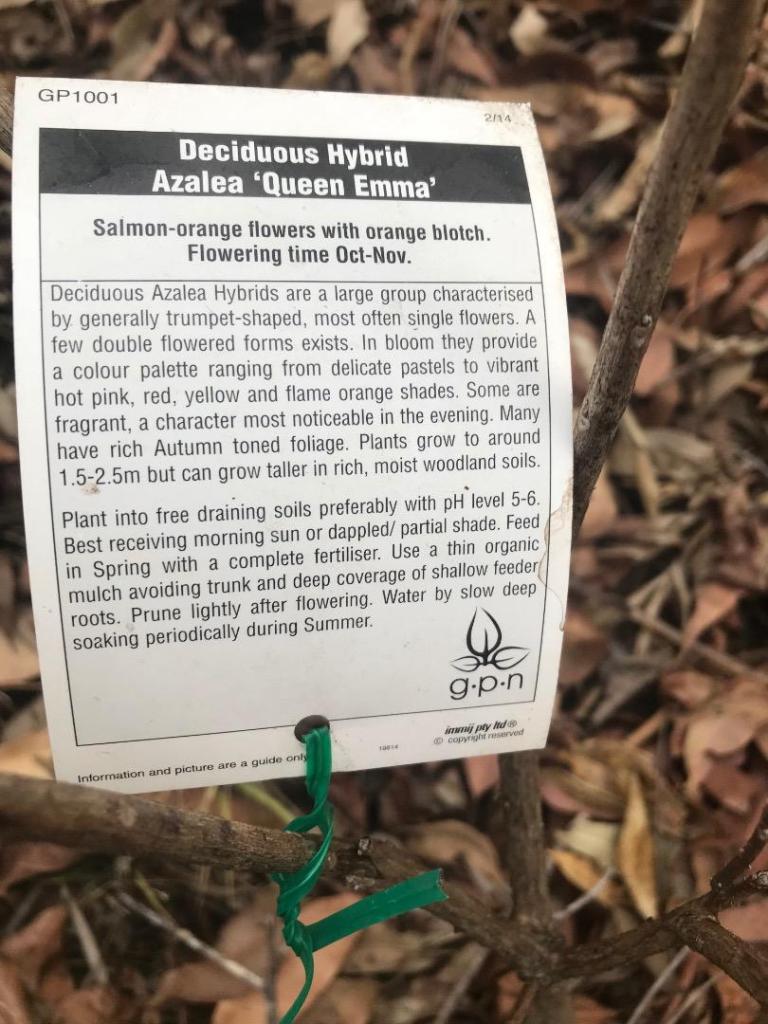 GP1001
2/14
Deciduous Hybrid
Azalea ‘Queen Emma’
Salmon-orange flowers with orange blotch.
Flowering time Oct-Nov.
Deciduous Azalea Hybrids are a large group characterised
by generally trumpet-shaped, most often single flowers. A
few double flowered forms exists. In bloom they provide
a colour palette ranging from delicate pastels to vibrant
hot pink, red, yellow and flame orange shades. Some are
fragrant, a character most noticeable in the evening. Many
have rich Autumn toned foliage. Plants grow to around
1.5-2.5m but can grow taller in rich, moist woodland soils.
Plant into free draining soils preferably with pH level 5-6.
Best receiving morning sun or dappled/ partial shade. Feed
in Spring with a complete fertiliser. Use a thin organic
mulch avoiding trunk and deep coverage of shallow feeder
roots. Prune lightly after flowering. Water by slow deep
soaking periodically during Summer.
g·p·n
immij pty ltd®
© copyright reserved
Information and picture are a guide only